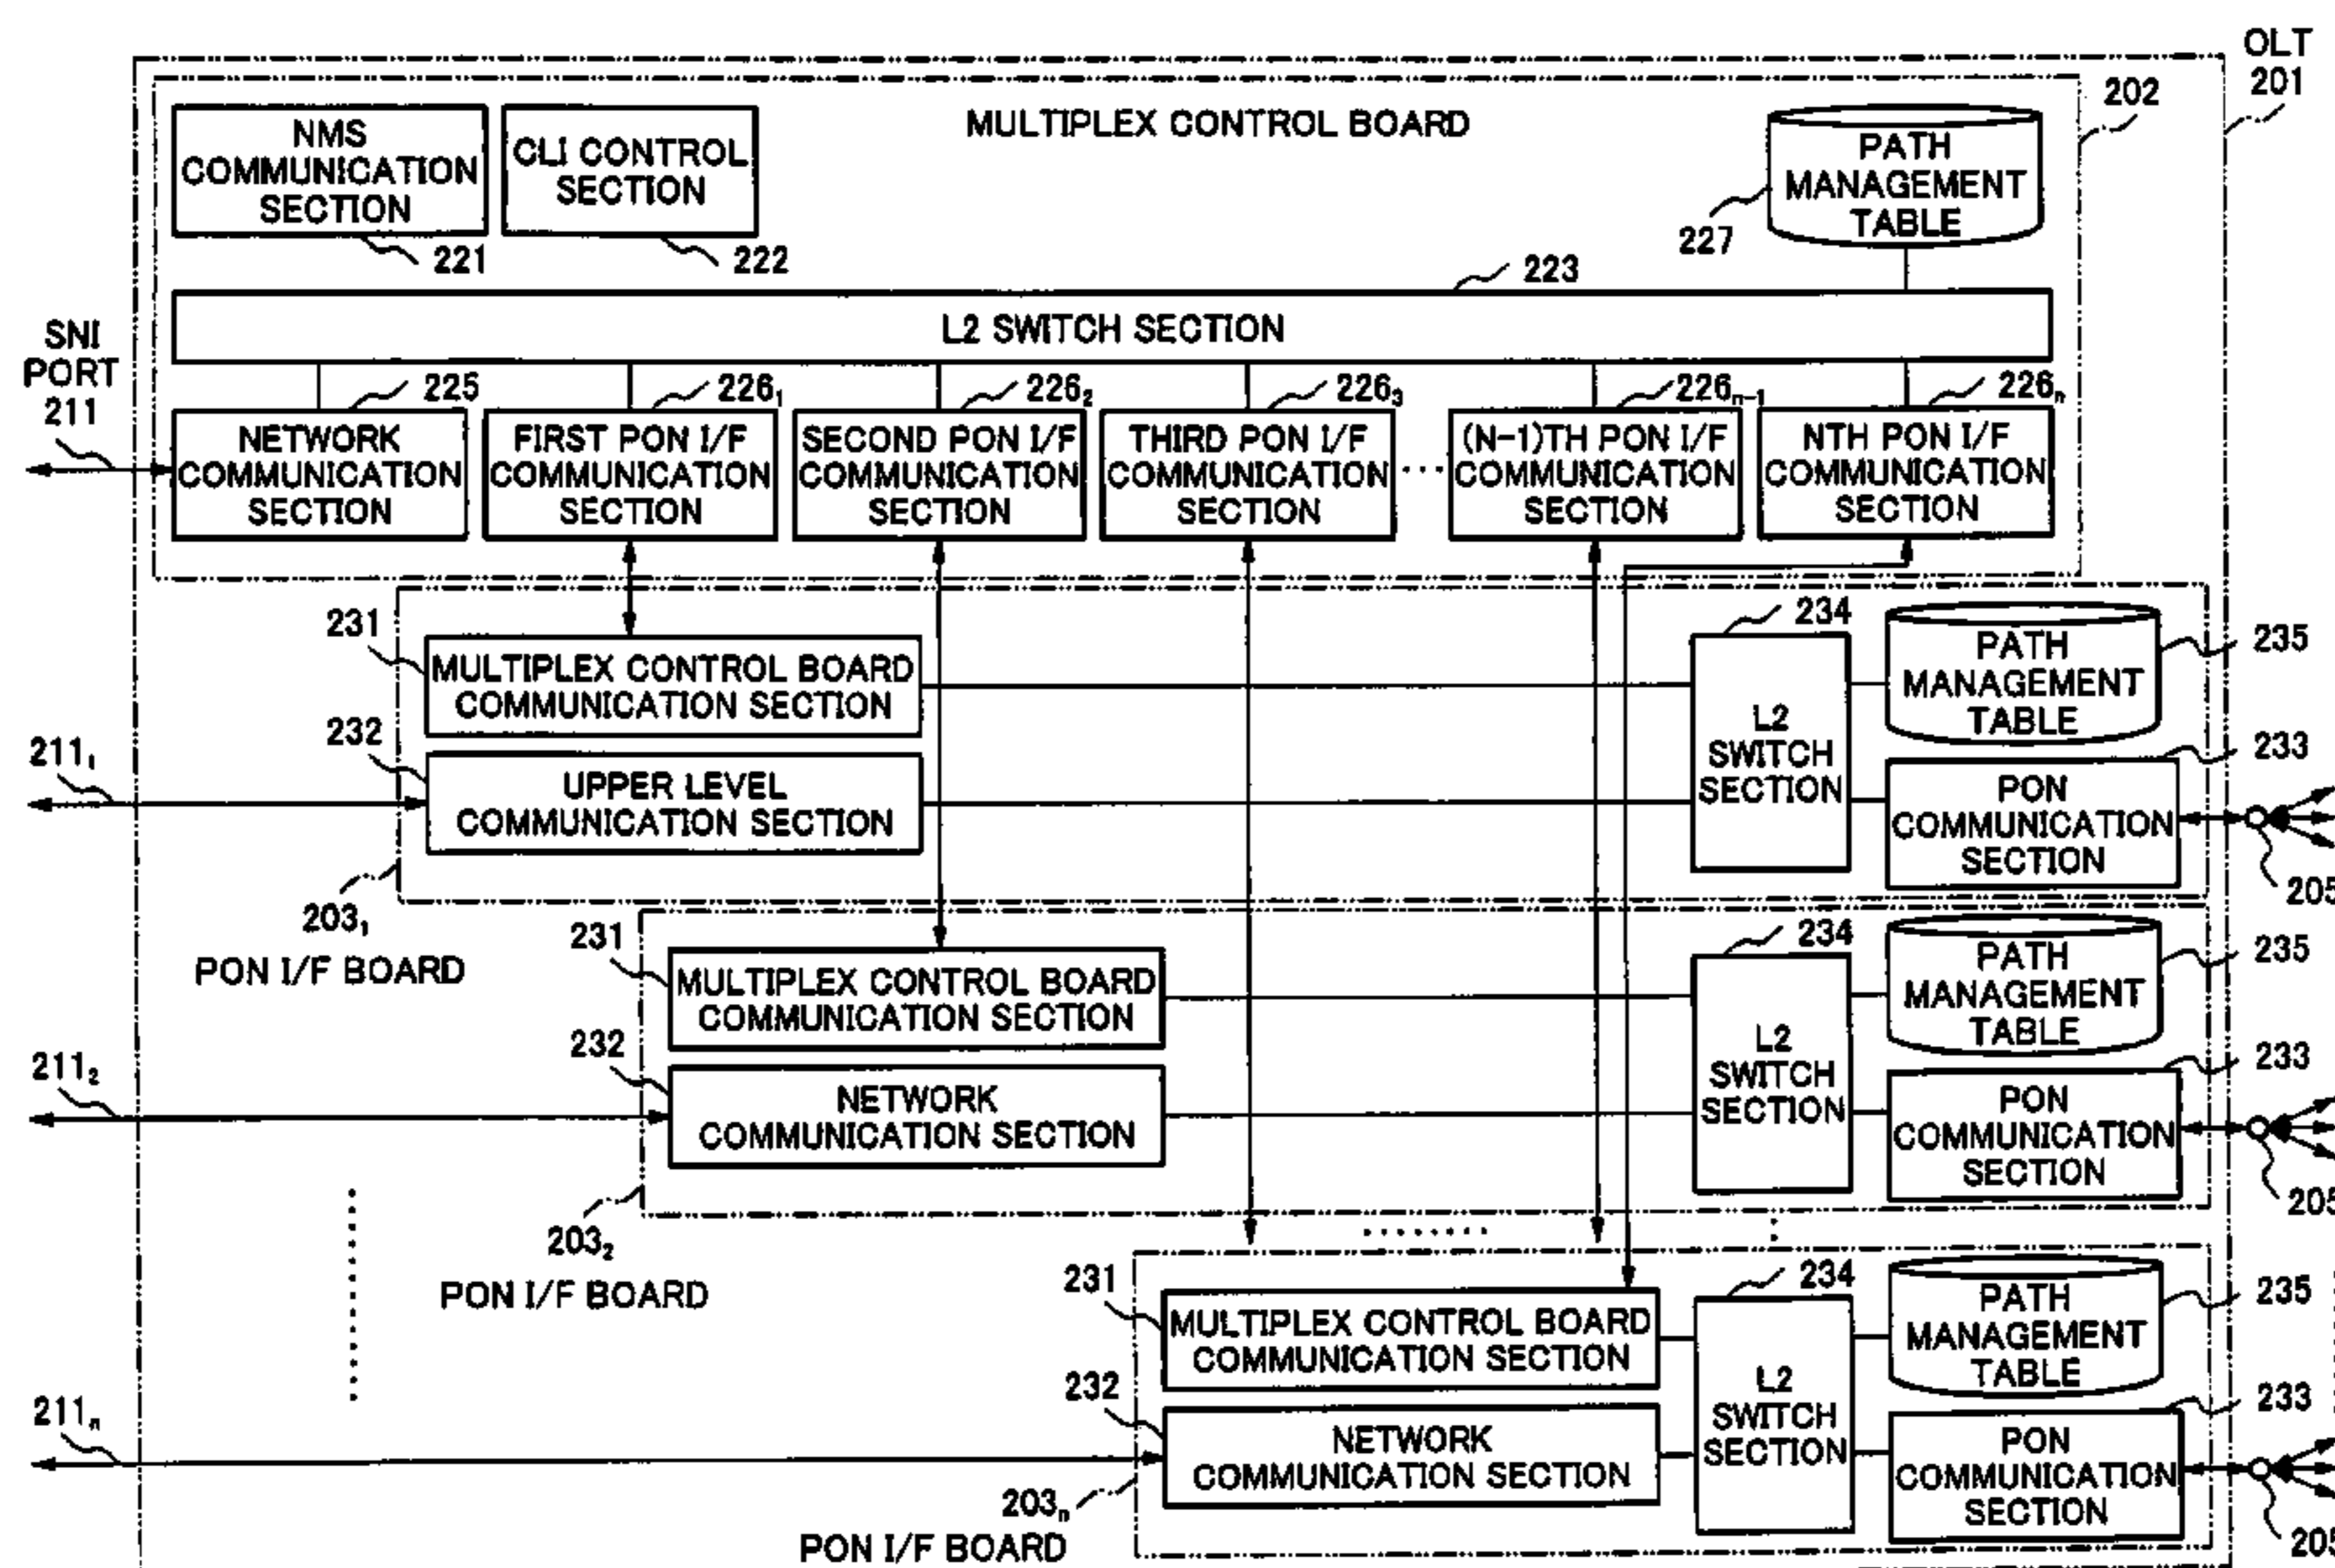 OLT
201
202
NMS
COMMUNICATION
SECTION
221
CLI CONTROL
SECTION
222
MULTIPLEX CONTROL BOARD
PATH
MANAGEMENT
TABLE
227
223
L2 SWITCH SECTION
SNI
PORT
211
225
226₁
226₂
226₃
226ₙ₋₁
226ₙ
NETWORK
COMMUNICATION
SECTION
FIRST PON I/F
COMMUNICATION
SECTION
SECOND PON I/F
COMMUNICATION
SECTION
THIRD PON I/F
COMMUNICATION
SECTION
(N-1)TH PON I/F
COMMUNICATION
SECTION
NTH PON I/F
COMMUNICATION
SECTION
231
MULTIPLEX CONTROL BOARD
COMMUNICATION SECTION
234
L2
SWITCH
SECTION
PATH
MANAGEMENT
TABLE
235
211₁
232
UPPER LEVEL
COMMUNICATION SECTION
233
PON
COMMUNICATION
SECTION
205
203₁
PON I/F BOARD
231
MULTIPLEX CONTROL BOARD
COMMUNICATION SECTION
234
L2
SWITCH
SECTION
PATH
MANAGEMENT
TABLE
235
211₂
232
NETWORK
COMMUNICATION SECTION
233
PON
COMMUNICATION
SECTION
205
203₂
PON I/F BOARD
231
MULTIPLEX CONTROL BOARD
COMMUNICATION SECTION
234
L2
SWITCH
SECTION
PATH
MANAGEMENT
TABLE
235
211ₙ
232
NETWORK
COMMUNICATION SECTION
233
PON
COMMUNICATION
SECTION
205
203ₙ
PON I/F BOARD